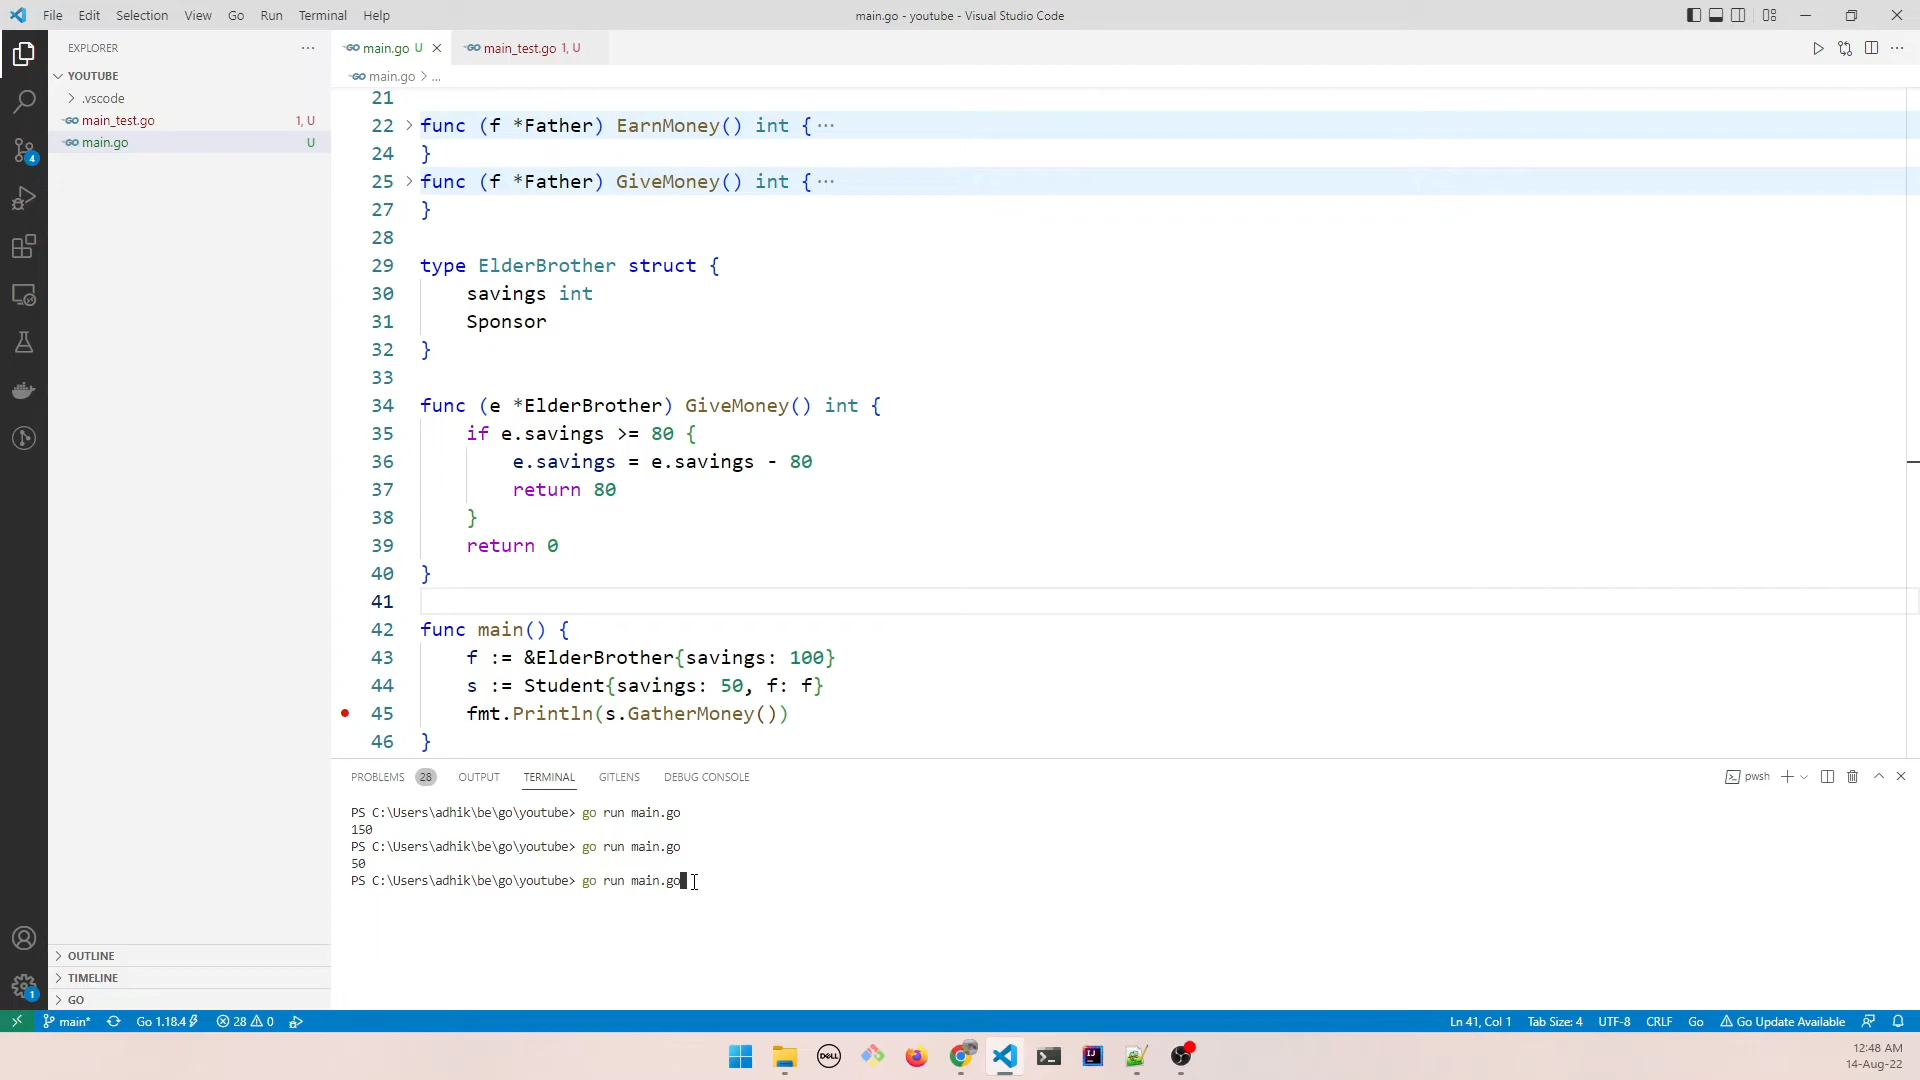 File Edit Selection View Go Run Terminal Help
main.go - youtube - Visual Studio Code
EXPLORER
YOUTUBE
.vscode
main_test.go 1, U
main.go U
OUTLINE
TIMELINE
GO
main.go U
main_test.go 1, U
main.go > ...
21
22 func (f *Father) EarnMoney() int { ···
24 }
25 func (f *Father) GiveMoney() int { ···
27 }
28
29 type ElderBrother struct {
30 savings int
31 Sponsor
32 }
33
34 func (e *ElderBrother) GiveMoney() int {
35 if e.savings >= 80 {
36 e.savings = e.savings - 80
37 return 80
38 }
39 return 0
40 }
41
42 func main() {
43 f := &ElderBrother{savings: 100}
44 s := Student{savings: 50, f: f}
45 fmt.Println(s.GatherMoney())
46 }
PROBLEMS 28 OUTPUT TERMINAL GITLENS DEBUG CONSOLE
pwsh
PS C:\Users\adhik\be\go\youtube> go run main.go
150
PS C:\Users\adhik\be\go\youtube> go run main.go
50
PS C:\Users\adhik\be\go\youtube> go run main.go
4
1
main* Go 1.18.4 28 0
Ln 41, Col 1 Tab Size: 4 UTF-8 CRLF Go Go Update Available
DELL
12:48 AM
14-Aug-22